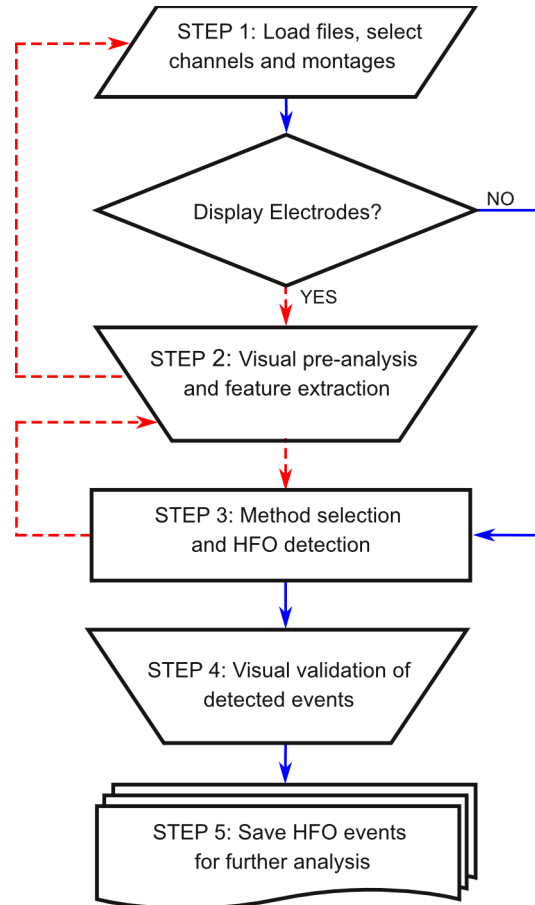 STEP 1: Load files, select
channels and montages
Display Electrodes?
NO
YES
STEP 2: Visual pre-analysis
and feature extraction
STEP 3: Method selection
and HFO detection
STEP 4: Visual validation of
detected events
STEP 5: Save HFO events
for further analysis